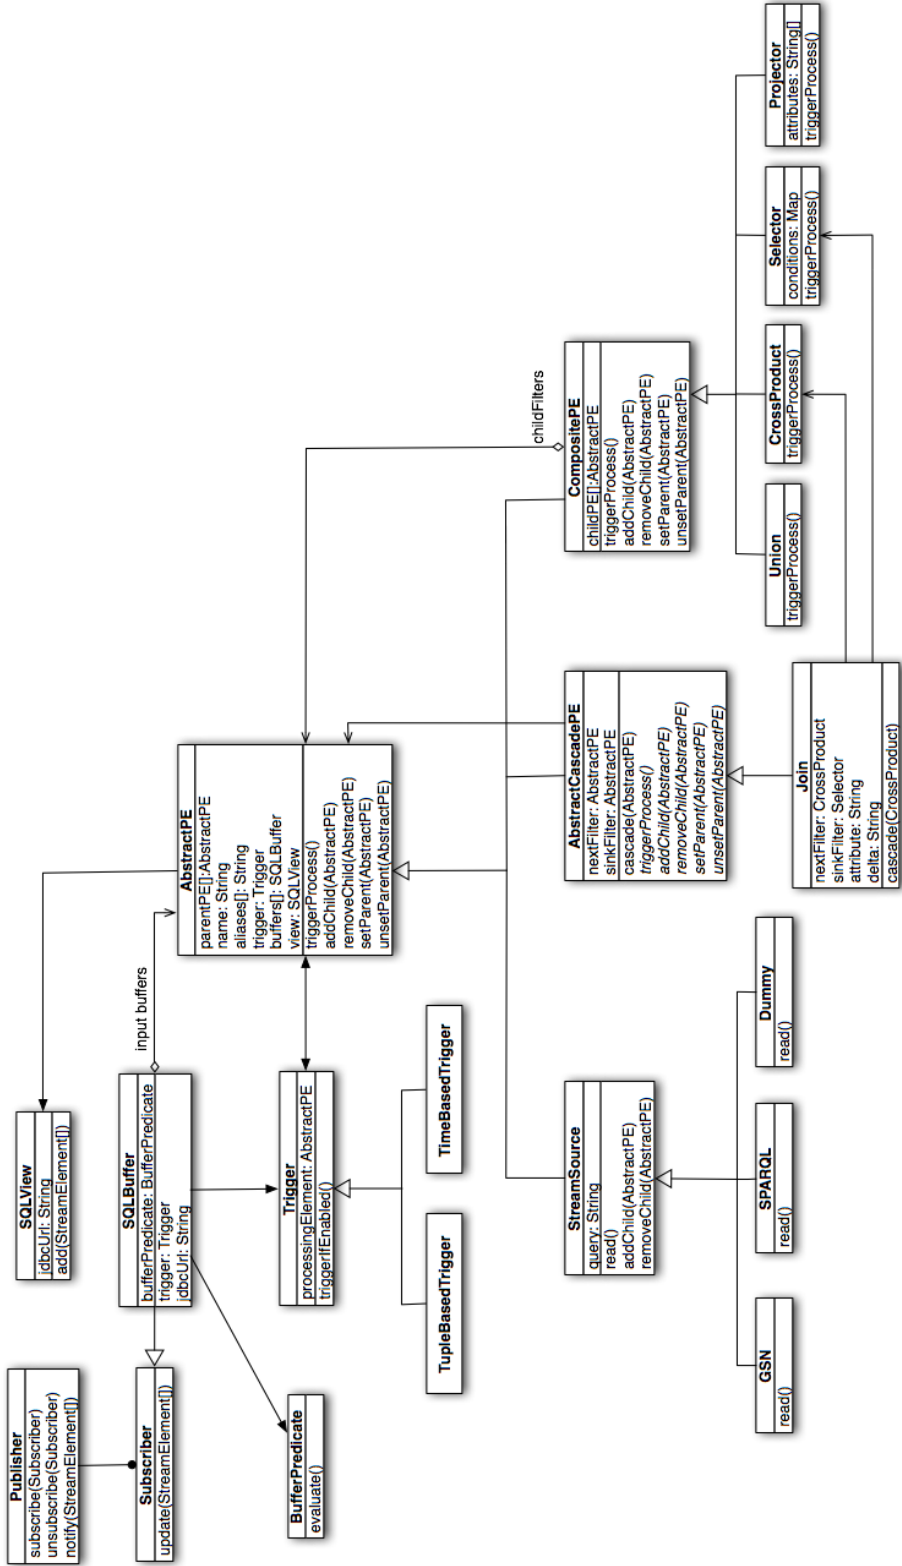 Publisher
subscribe(Subscriber)
unsubscribe(Subscriber)
notify(StreamElement[])
Subscriber
update(StreamElement[])
SQLView
jdbcUrl: String
add(StreamElement[])
SQLBuffer
bufferPredicate: BufferPredicate
trigger: Trigger
jdbcUrl: String
input buffers
BufferPredicate
evaluate()
Trigger
processingElement: AbstractPE
triggerIfEnabled()
TupleBasedTrigger
TimeBasedTrigger
AbstractPE
parentPE[]:AbstractPE
name: String
aliases[]: String
trigger: Trigger
buffers[]: SQLBuffer
view: SQLView
triggerProcess()
addChild(AbstractPE)
removeChild(AbstractPE)
setParent(AbstractPE)
unsetParent(AbstractPE)
StreamSource
query: String
read()
addChild(AbstractPE)
removeChild(AbstractPE)
AbstractCascadePE
nextFilter: AbstractPE
sinkFilter: AbstractPE
cascade(AbstractPE)
triggerProcess()
addChild(AbstractPE)
removeChild(AbstractPE)
setParent(AbstractPE)
unsetParent(AbstractPE)
childFilters
CompositePE
childPE[]:AbstractPE
triggerProcess()
addChild(AbstractPE)
removeChild(AbstractPE)
setParent(AbstractPE)
unsetParent(AbstractPE)
GSN
read()
SPARQL
read()
Dummy
read()
Join
nextFilter: CrossProduct
sinkFilter: Selector
attribute: String
delta: String
cascade(CrossProduct)
Union
triggerProcess()
CrossProduct
triggerProcess()
Selector
conditions: Map
triggerProcess()
Projector
attributes: String[]
triggerProcess()